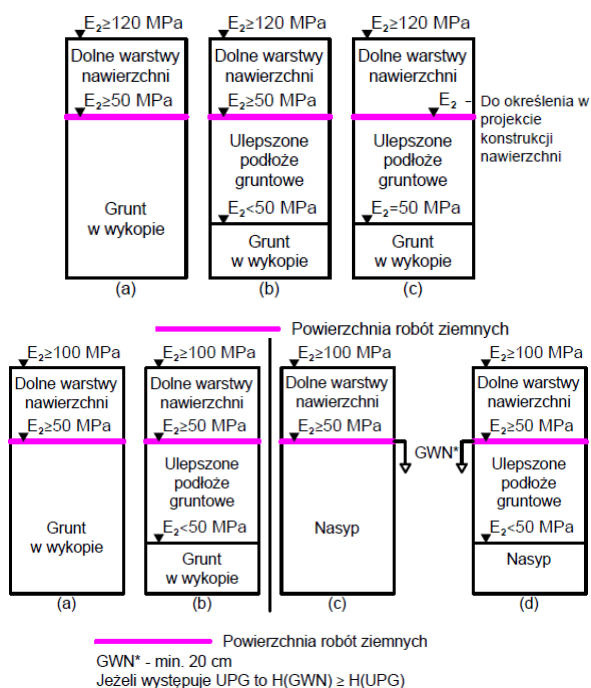 E₂≥120 MPa E₂≥120 MPa E₂≥120 MPa
Dolne warstwy nawierzchni
Dolne warstwy nawierzchni
Dolne warstwy nawierzchni
E₂≥50 MPa E₂≥50 MPa E₂ -
Do określenia w
projekcie
konstrukcji
nawierzchni
Grunt
w wykopie
Ulepszone
podłoże
gruntowe
Ulepszone
podłoże
gruntowe
E₂<50 MPa E₂=50 MPa
Grunt
w wykopie
Grunt
w wykopie
(a) (b) (c)
Powierzchnia robót ziemnych
E₂≥100 MPa E₂≥100 MPa E₂≥100 MPa E₂≥100 MPa
Dolne warstwy
nawierzchni
Dolne warstwy
nawierzchni
Dolne warstwy
nawierzchni
Dolne warstwy
nawierzchni
E₂≥50 MPa E₂≥50 MPa E₂≥50 MPa E₂≥50 MPa
GWN*
Grunt
w wykopie
Ulepszone
podłoże
gruntowe
Nasyp
Ulepszone
podłoże
gruntowe
E₂<50 MPa E₂<50 MPa
Grunt
w wykopie
Nasyp
(a) (b) (c) (d)
Powierzchnia robót ziemnych
GWN* - min. 20 cm
Jeżeli występuje UPG to H(GWN) ≥ H(UPG)